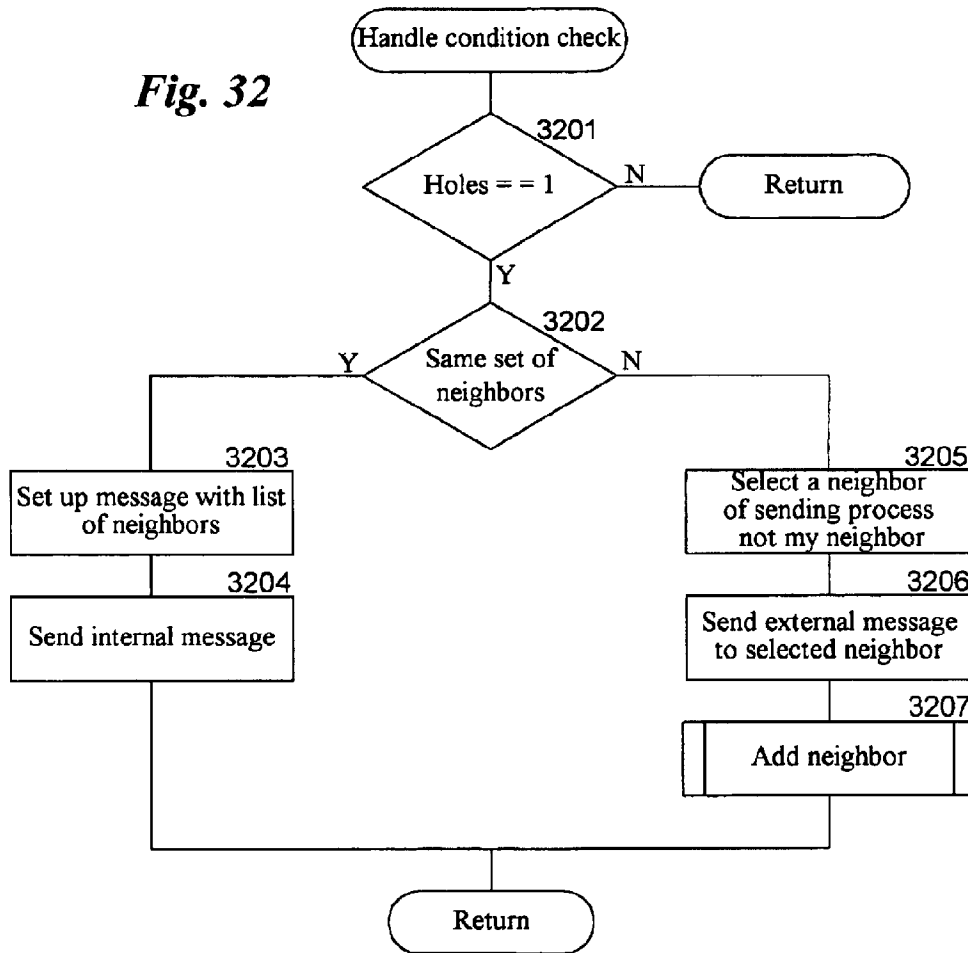 Handle condition check
Fig. 32
3201
Holes = = 1
N
Return
Y
3202
Same set of
neighbors
Y
N
3203
Set up message with list
of neighbors
3204
Send internal message
3205
Select a neighbor
of sending process
not my neighbor
3206
Send external message
to selected neighbor
3207
Add neighbor
Return